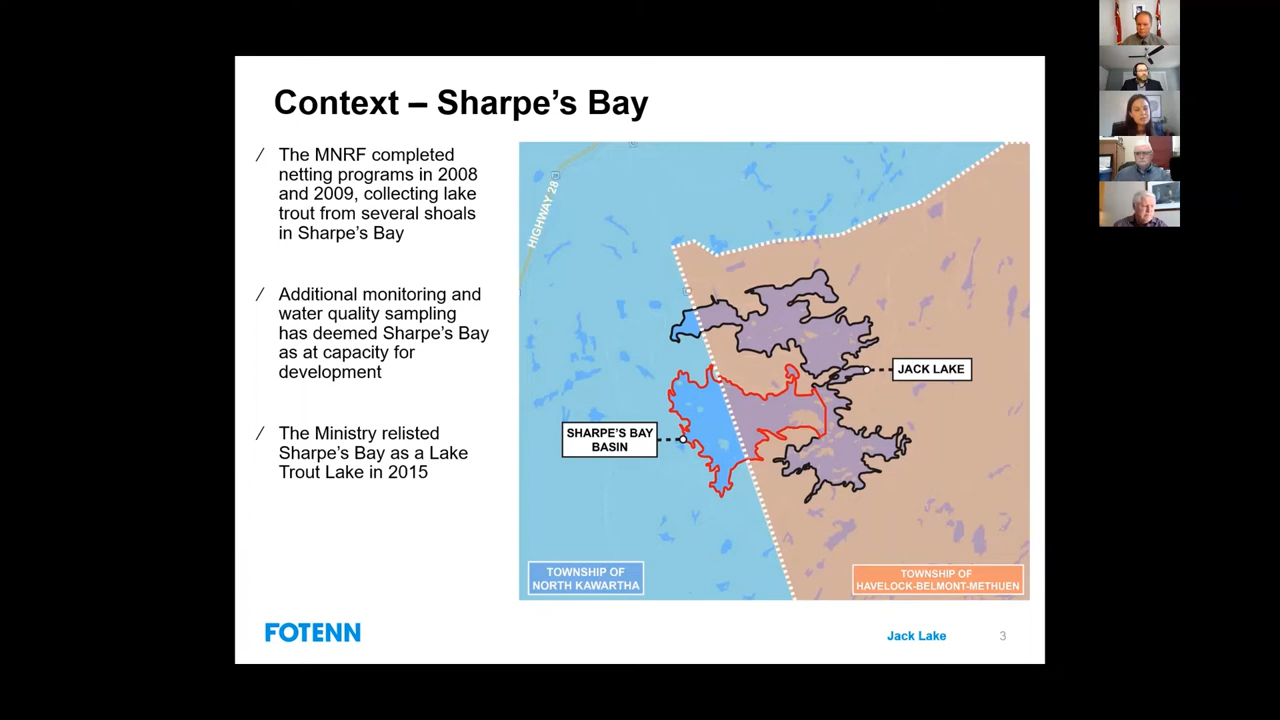 Context – Sharpe's Bay
/ The MNRF completed
netting programs in 2008
and 2009, collecting lake
trout from several shoals
in Sharpe's Bay
/ Additional monitoring and
water quality sampling
has deemed Sharpe's Bay
as at capacity for
development
/ The Ministry relisted
Sharpe's Bay as a Lake
Trout Lake in 2015
HIGHWAY 28
JACK LAKE
SHARPE'S BAY
BASIN
TOWNSHIP OF
NORTH KAWARTHA
TOWNSHIP OF
HAVELOCK-BELMONT-METHUEN
FOTENN
Jack Lake
3